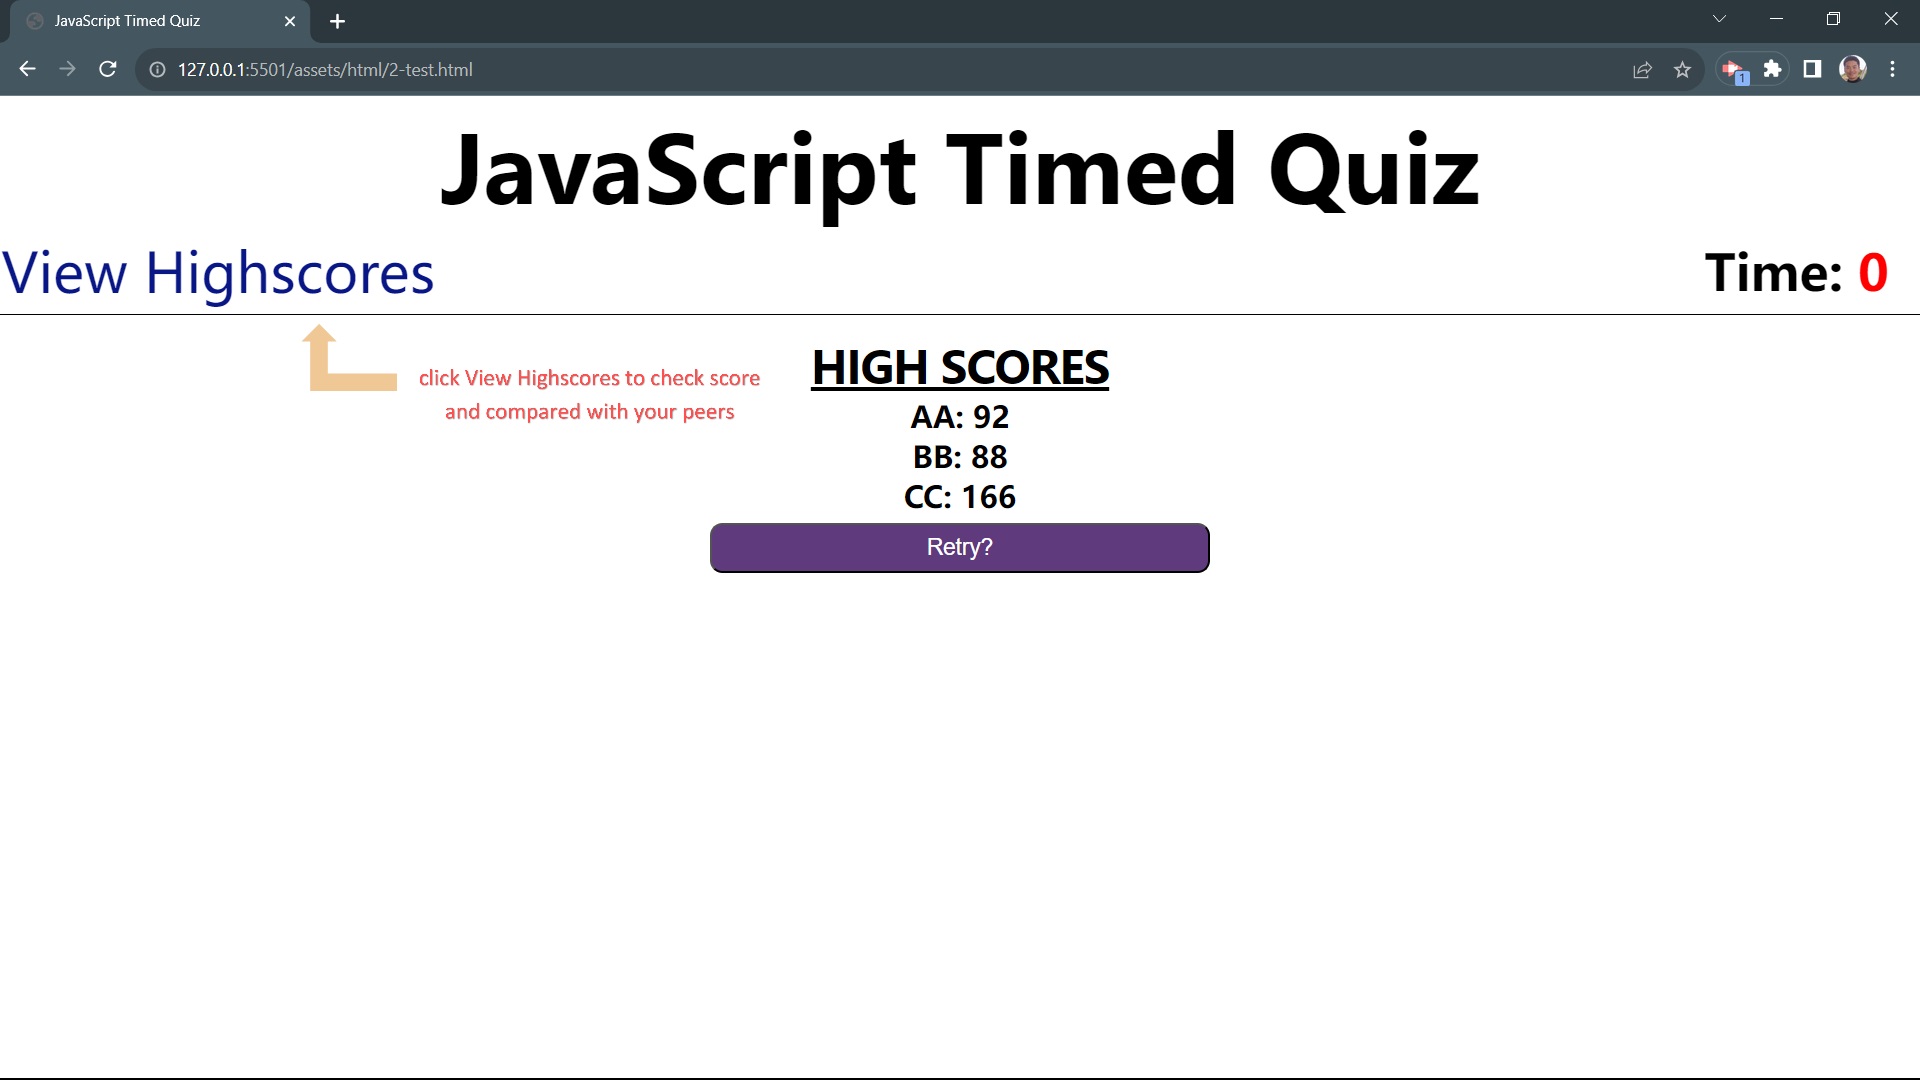 JavaScript Timed Quiz
127.0.0.1:5501/assets/html/2-test.html
1
JavaScript Timed Quiz
View Highscores
Time: 0
HIGH SCORES
click View Highscores to check score
and compared with your peers
AA: 92
BB: 88
CC: 166
Retry?